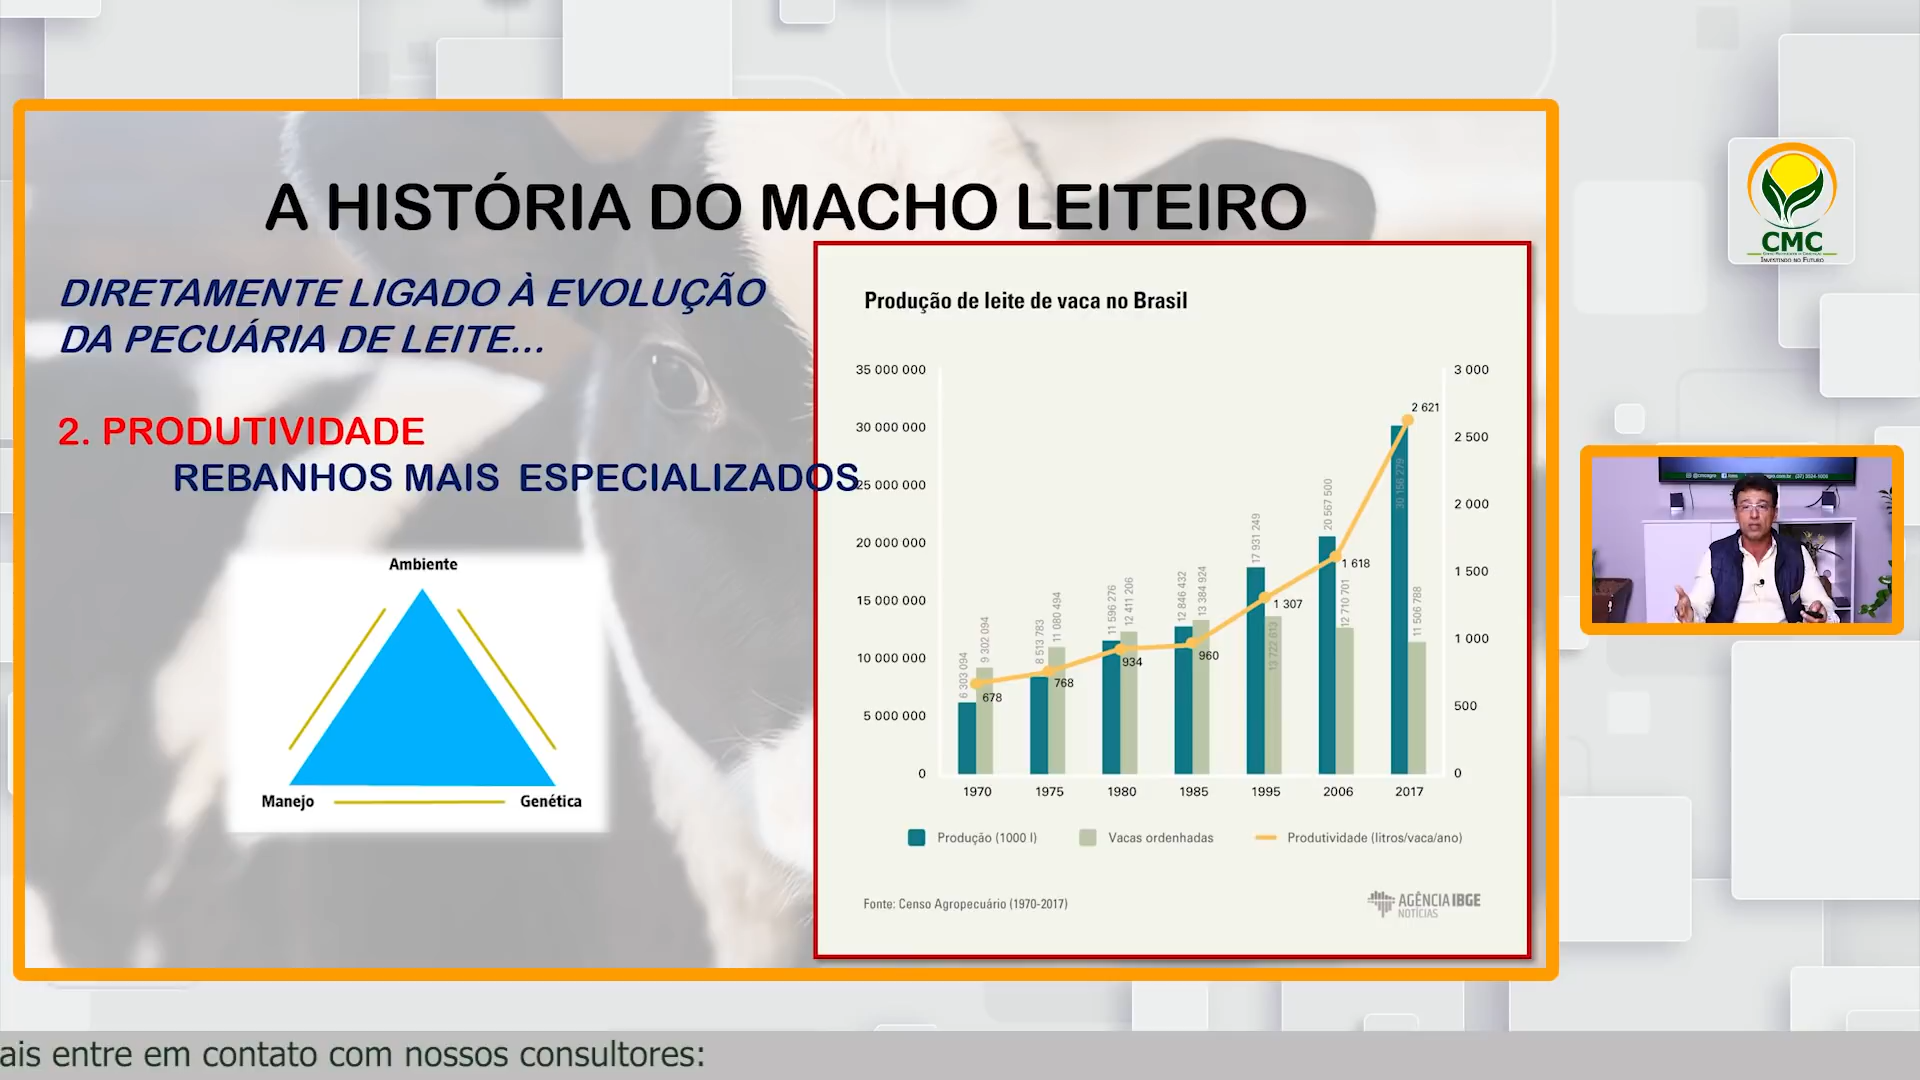 A HISTÓRIA DO MACHO LEITEIRO
DIRETAMENTE LIGADO À EVOLUÇÃO
DA PECUÁRIA DE LEITE...
2. PRODUTIVIDADE
REBANHOS MAIS ESPECIALIZADOS
Ambiente
Manejo
Genética
Produção de leite de vaca no Brasil
35 000 000
30 000 000
25 000 000
20 000 000
15 000 000
10 000 000
5 000 000
0
3 000
2 500
2 000
1 500
1 000
500
0
6 303 094
9 302 094
678
8 513 783
11 080 494
768
11 596 276
12 411 206
934
12 846 432
13 384 924
960
17 931 249
13 722 613
1 307
20 567 500
12 710 701
1 618
30 156 279
11 506 788
2 621
1970
1975
1980
1985
1995
2006
2017
Produção (1000 l)
Vacas ordenhadas
Produtividade (litros/vaca/ano)
Fonte: Censo Agropecuário (1970-2017)
AGÊNCIA IBGE
NOTÍCIAS
CMC
INVESTINDO NO FUTURO
ais entre em contato com nossos consultores: